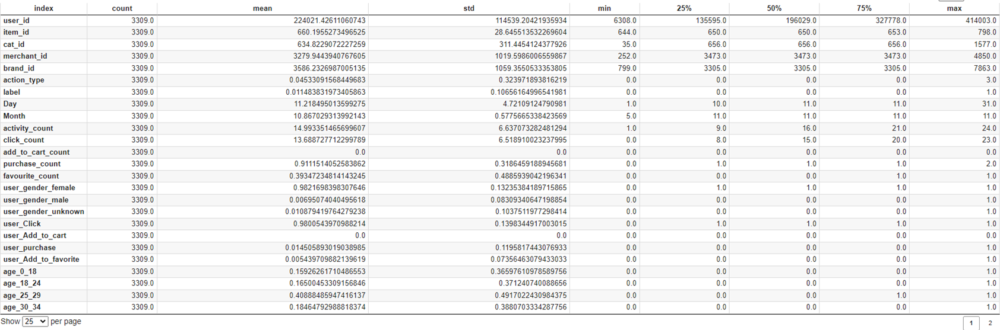 index count mean std min 25% 50% 75% max
user_id 3309.0 224021.42611060743 114539.20421935934 6308.0 135595.0 196029.0 327778.0 414003.0
item_id 3309.0 660.1955273496525 28.645513532269604 644.0 650.0 650.0 653.0 798.0
cat_id 3309.0 634.8229072227259 311.4454124377926 35.0 656.0 656.0 656.0 1577.0
merchant_id 3309.0 3279.9443940767605 1019.5986006559867 252.0 3473.0 3473.0 3473.0 4850.0
brand_id 3309.0 3586.2326987005135 1059.3550533353805 799.0 3305.0 3305.0 3305.0 7863.0
action_type 3309.0 0.04533091568449683 0.323971893816219 0.0 0.0 0.0 0.0 3.0
label 3309.0 0.011483831973405863 0.10656164996541981 0.0 0.0 0.0 0.0 1.0
Day 3309.0 11.218495013599275 4.72109124790981 1.0 10.0 11.0 11.0 31.0
Month 3309.0 10.867029313992143 0.5775665338423569 5.0 11.0 11.0 11.0 11.0
activity_count 3309.0 14.993351465699607 6.637073282481294 1.0 9.0 16.0 21.0 24.0
click_count 3309.0 13.688727712299789 6.518910023237995 0.0 8.0 15.0 20.0 23.0
add_to_cart_count 3309.0 0.0 0.0 0.0 0.0 0.0 0.0 0.0
purchase_count 3309.0 0.9111514052583862 0.3186459188945681 0.0 1.0 1.0 1.0 2.0
favourite_count 3309.0 0.39347234814143245 0.4885939042196341 0.0 0.0 0.0 1.0 1.0
user_gender_female 3309.0 0.9821698398307646 0.13235384189715865 0.0 1.0 1.0 1.0 1.0
user_gender_male 3309.0 0.00695074040495618 0.08309340647198854 0.0 0.0 0.0 0.0 1.0
user_gender_unknown 3309.0 0.010879419764279238 0.1037511977298414 0.0 0.0 0.0 0.0 1.0
user_Click 3309.0 0.9800543970988214 0.1398344917003015 0.0 1.0 1.0 1.0 1.0
user_Add_to_cart 3309.0 0.0 0.0 0.0 0.0 0.0 0.0 0.0
user_purchase 3309.0 0.014505893019038985 0.1195817443076933 0.0 0.0 0.0 0.0 1.0
user_Add_to_favorite 3309.0 0.005439709882139619 0.07356463079433033 0.0 0.0 0.0 0.0 1.0
age_0_18 3309.0 0.15926261710486553 0.36597610978589756 0.0 0.0 0.0 0.0 1.0
age_18_24 3309.0 0.16500453309156846 0.371240740088656 0.0 0.0 0.0 0.0 1.0
age_25_29 3309.0 0.40888485947416137 0.4917022430984375 0.0 0.0 0.0 1.0 1.0
age_30_34 3309.0 0.18464792988818374 0.3880703334287756 0.0 0.0 0.0 0.0 1.0
Show 25 per page 1 2